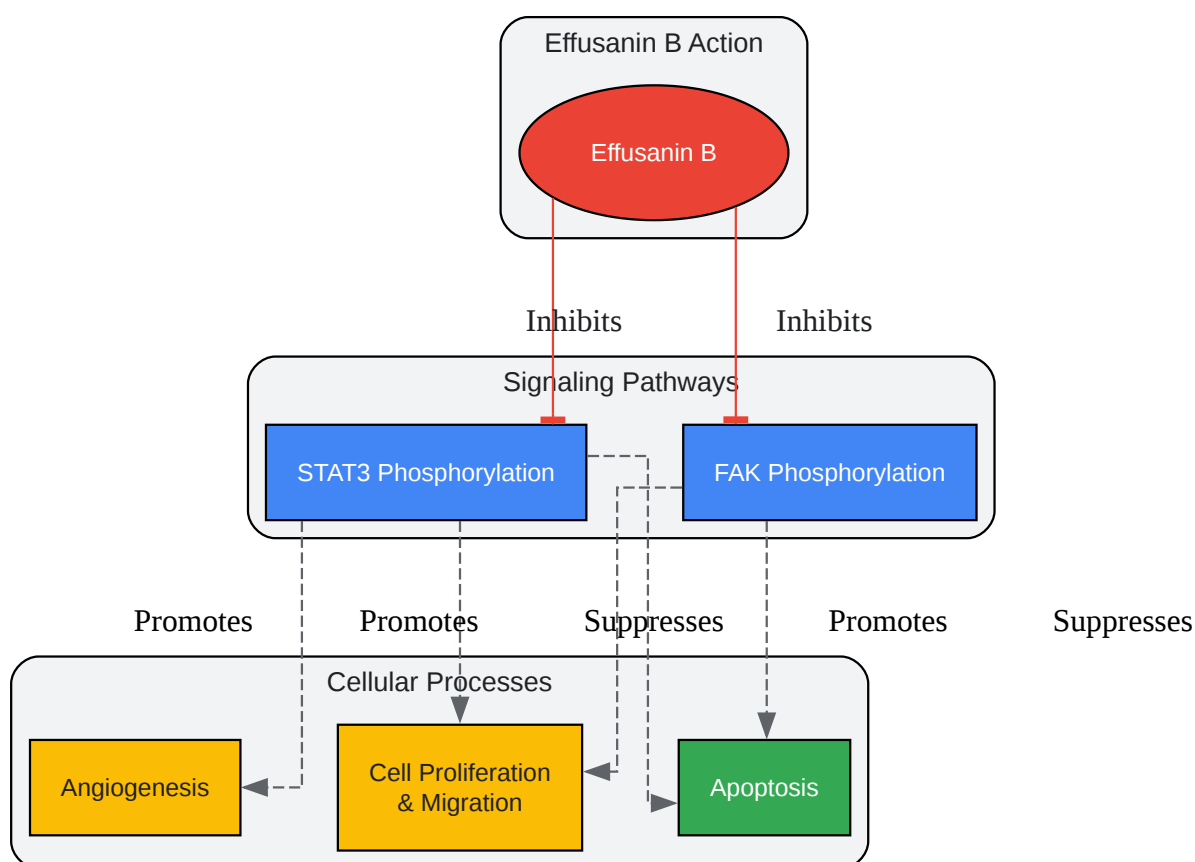 Effusanin B Action
Effusanin B
Inhibits
Inhibits
Signaling Pathways
STAT3 Phosphorylation
FAK Phosphorylation
Promotes
Promotes
Suppresses
Promotes
Suppresses
Cellular Processes
Angiogenesis
Cell Proliferation
& Migration
Apoptosis